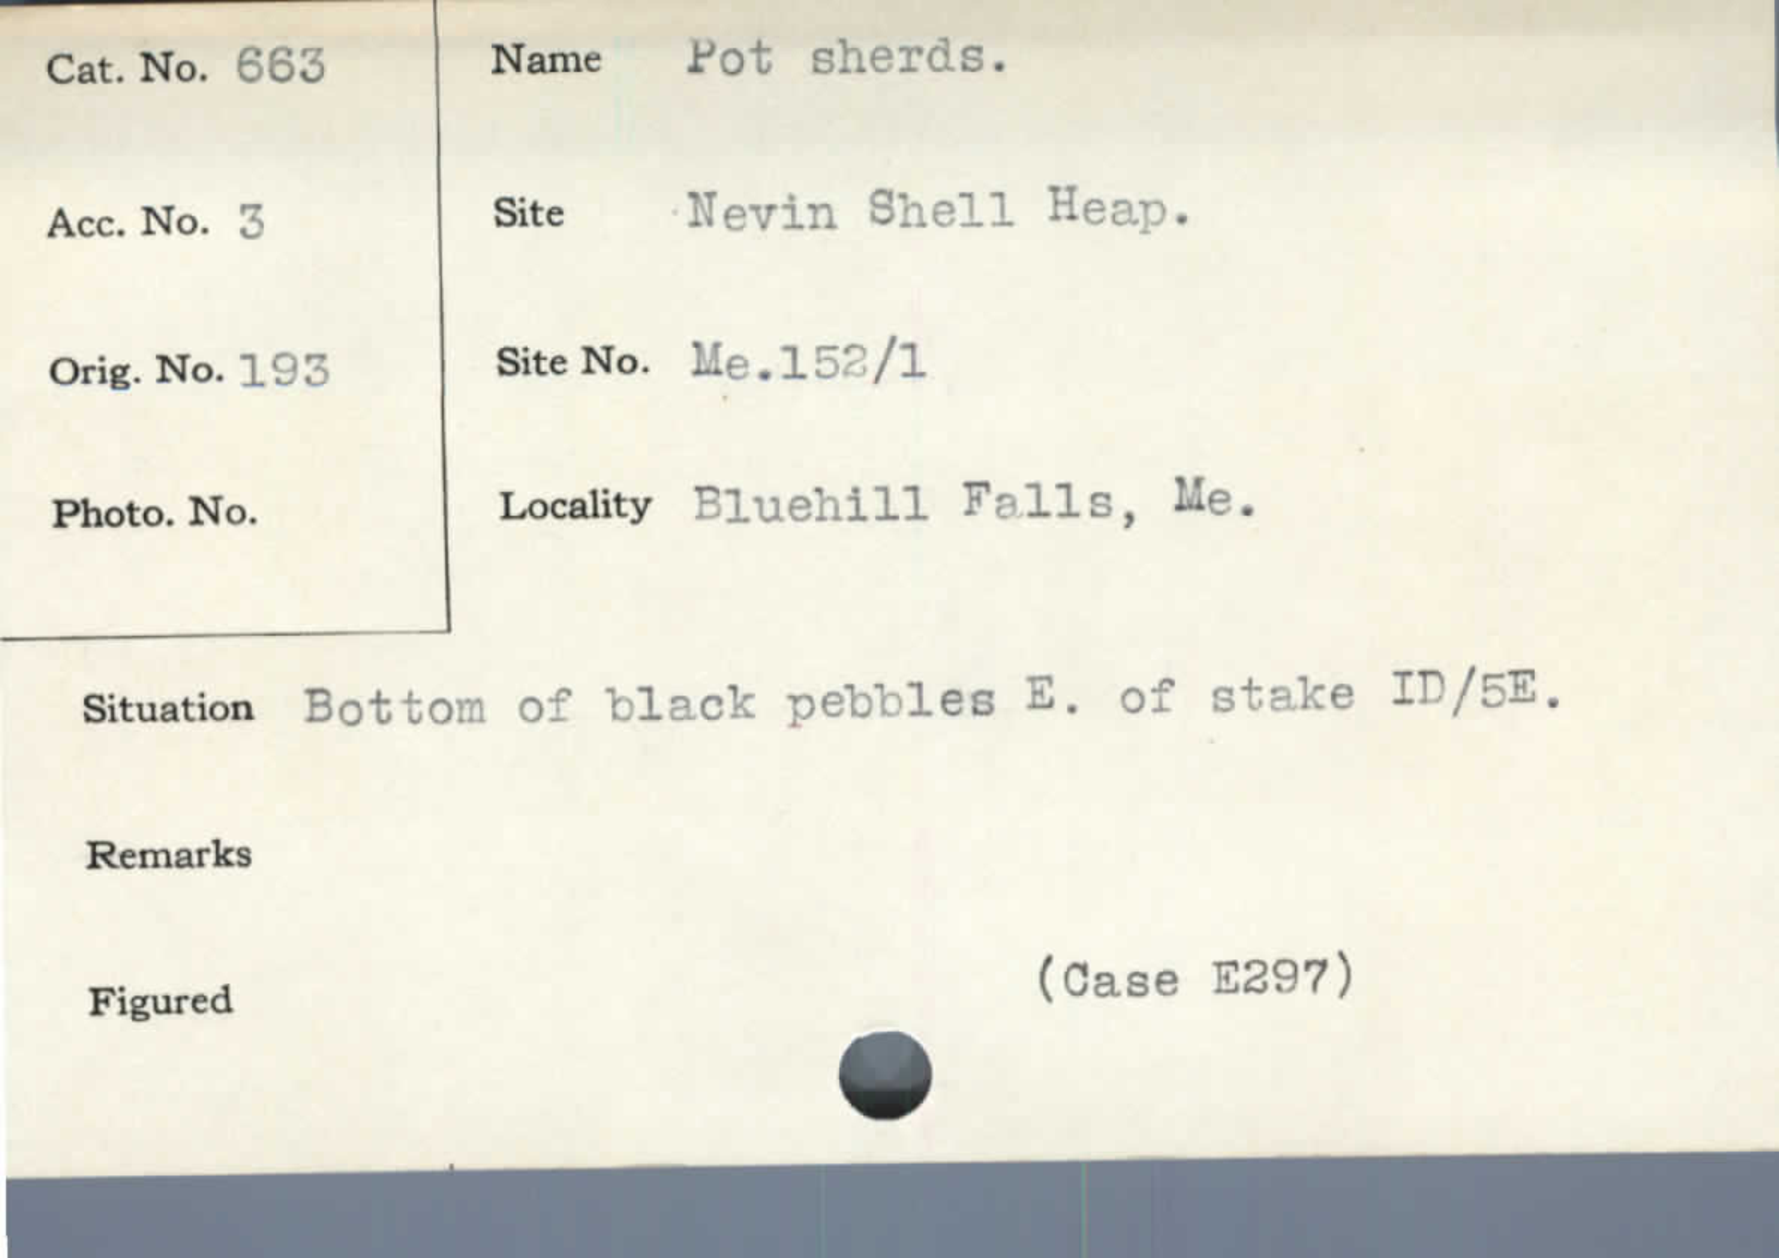 Cat. No. 663
Name Pot sherds.
Acc. No. 3
Site Nevin Shell Heap.
Orig. No. 193
Site No. Me.152/1
Photo. No.
Locality Bluehill Falls, Me.
Situation Bottom of black pebbles E. of stake ID/5E.
Remarks
Figured
(Case E297)